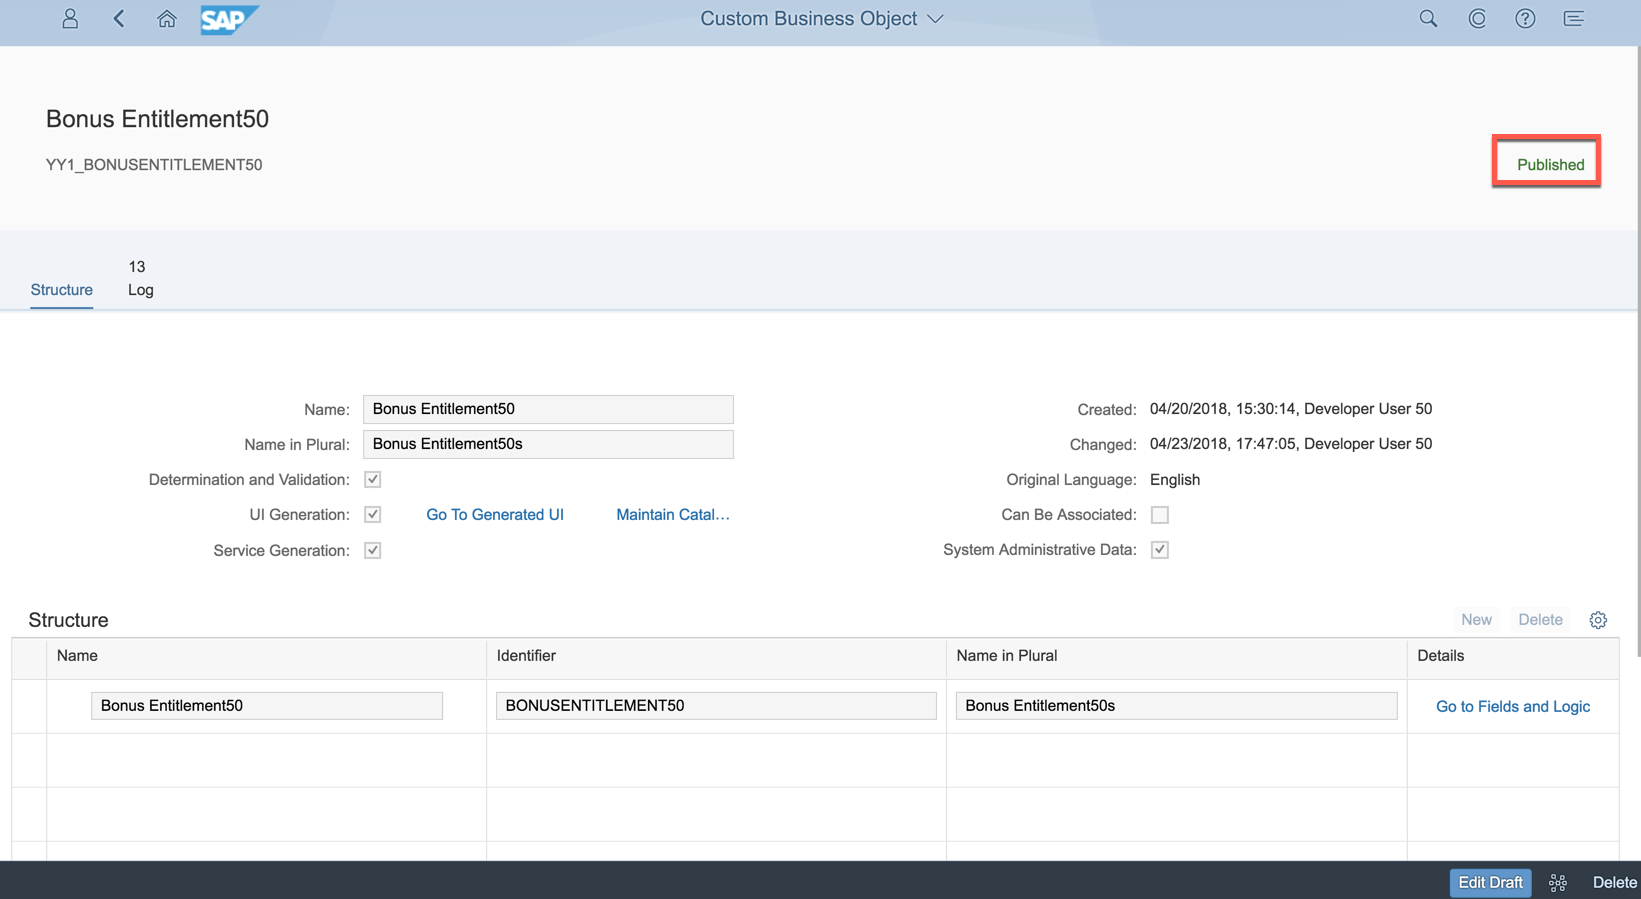 SAP
Custom Business Object
Bonus Entitlement50
YY1_BONUSENTITLEMENT50
Published
13
Structure
Log
Name: Bonus Entitlement50
Created: 04/20/2018, 15:30:14, Developer User 50
Name in Plural: Bonus Entitlement50s
Changed: 04/23/2018, 17:47:05, Developer User 50
Determination and Validation:
Original Language: English
UI Generation: Go To Generated UI Maintain Catal...
Can Be Associated:
Service Generation:
System Administrative Data:
Structure
New Delete
Name Identifier Name in Plural Details
Bonus Entitlement50 BONUSENTITLEMENT50 Bonus Entitlement50s Go to Fields and Logic
Edit Draft Delete